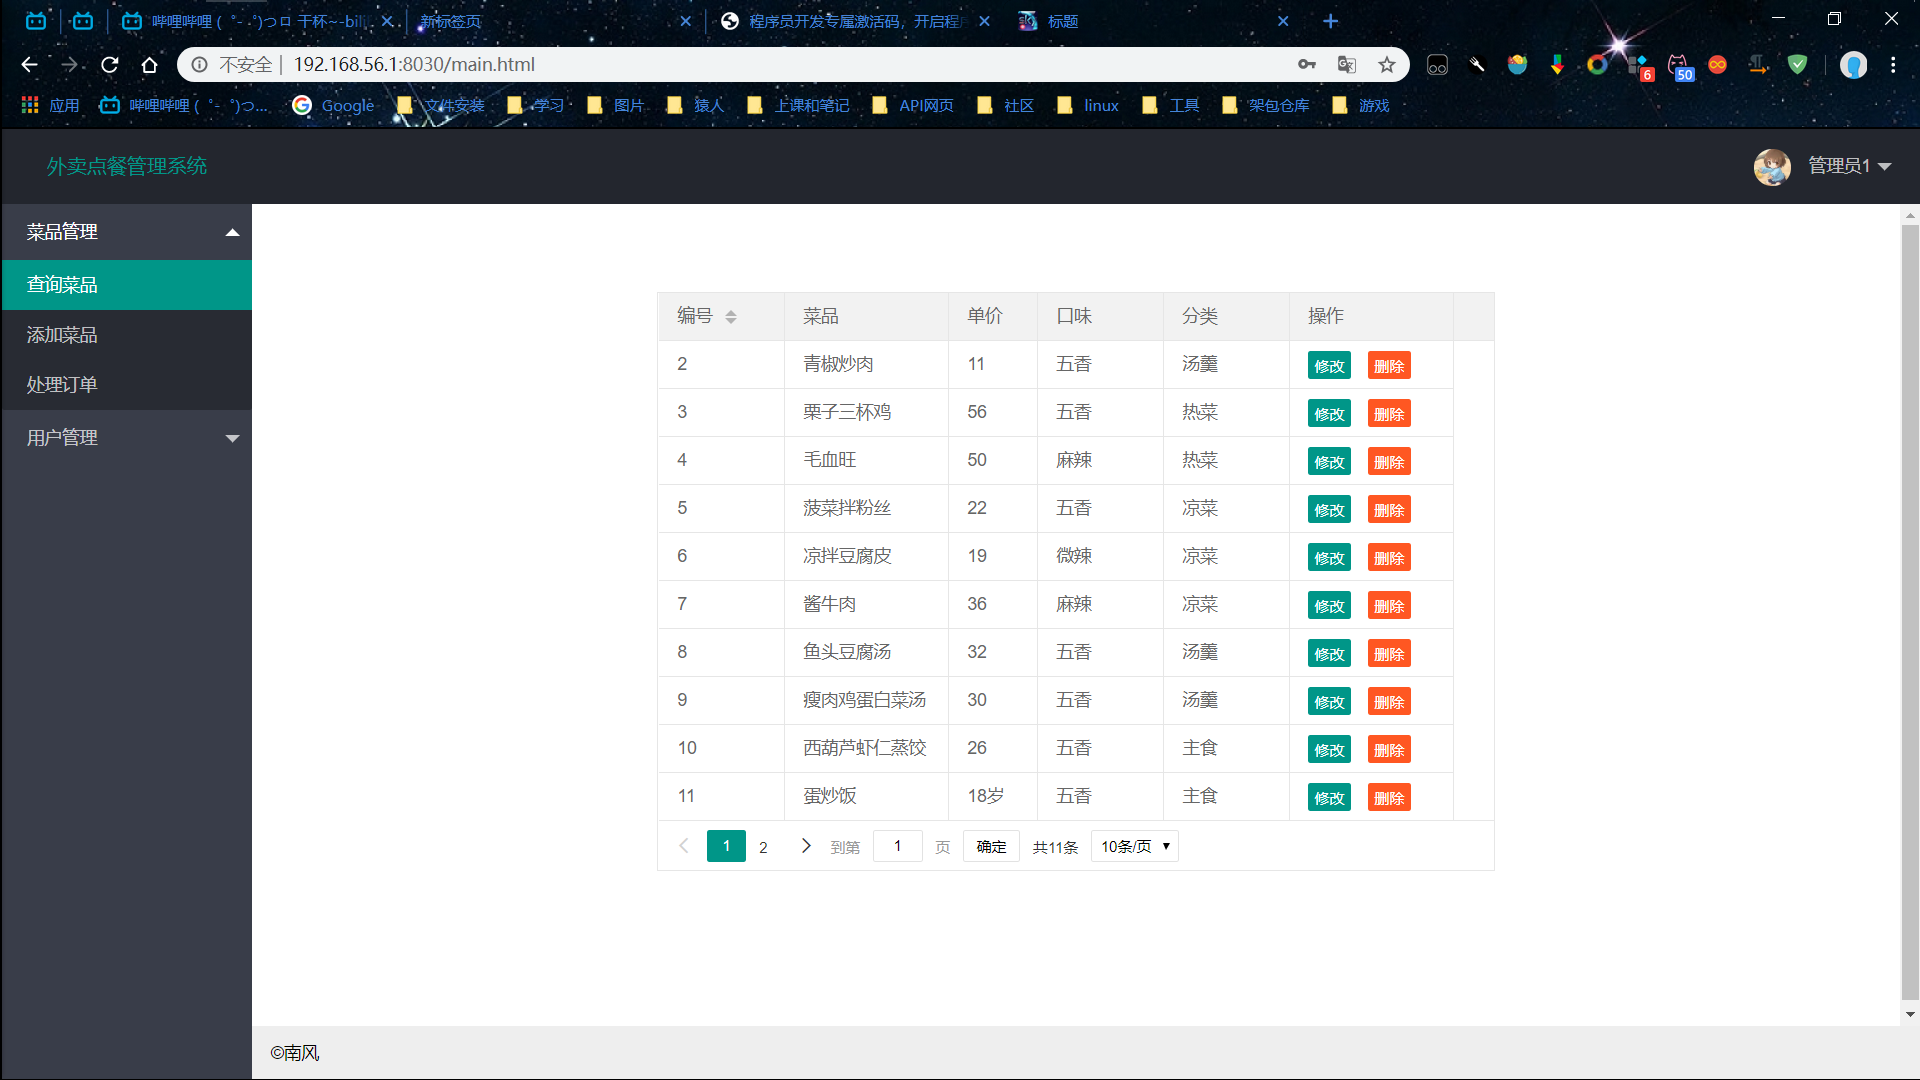 哔哩哔哩 ( ゜- ゜)つロ 干杯~-bili
新标签页
程序员开发专属激活码，开启程
标题
不安全 | 192.168.56.1:8030/main.html
6
50
应用 哔哩哔哩 ( ゜- ゜)つ... Google 文件安装 学习 图片 猿人 上课和笔记 API网页 社区 linux 工具 架包仓库 游戏
外卖点餐管理系统
管理员1
菜品管理
查询菜品
添加菜品
处理订单
用户管理
编号 菜品 单价 口味 分类 操作
2 青椒炒肉 11 五香 汤羹 修改 删除
3 栗子三杯鸡 56 五香 热菜 修改 删除
4 毛血旺 50 麻辣 热菜 修改 删除
5 菠菜拌粉丝 22 五香 凉菜 修改 删除
6 凉拌豆腐皮 19 微辣 凉菜 修改 删除
7 酱牛肉 36 麻辣 凉菜 修改 删除
8 鱼头豆腐汤 32 五香 汤羹 修改 删除
9 瘦肉鸡蛋白菜汤 30 五香 汤羹 修改 删除
10 西葫芦虾仁蒸饺 26 五香 主食 修改 删除
11 蛋炒饭 18岁 五香 主食 修改 删除
1 2 到第 1 页 确定 共11条 10条/页
©南风